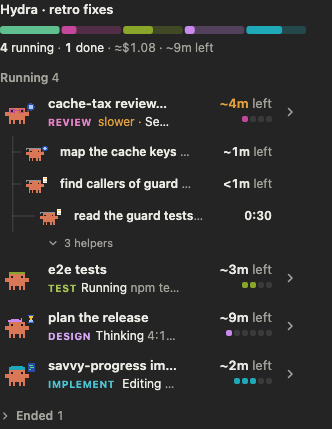 Hydra · retro fixes
4 running · 1 done · ≈$1.08 · ~9m left
Running 4
cache-tax review... ~4m left
REVIEW slower · Se...
map the cache keys ... ~1m left
find callers of guard ... <1m left
read the guard tests... 0:30
3 helpers
e2e tests ~3m left
TEST Running npm te...
plan the release ~9m left
DESIGN Thinking 4:1...
savvy-progress im... ~2m left
IMPLEMENT Editing ...
Ended 1